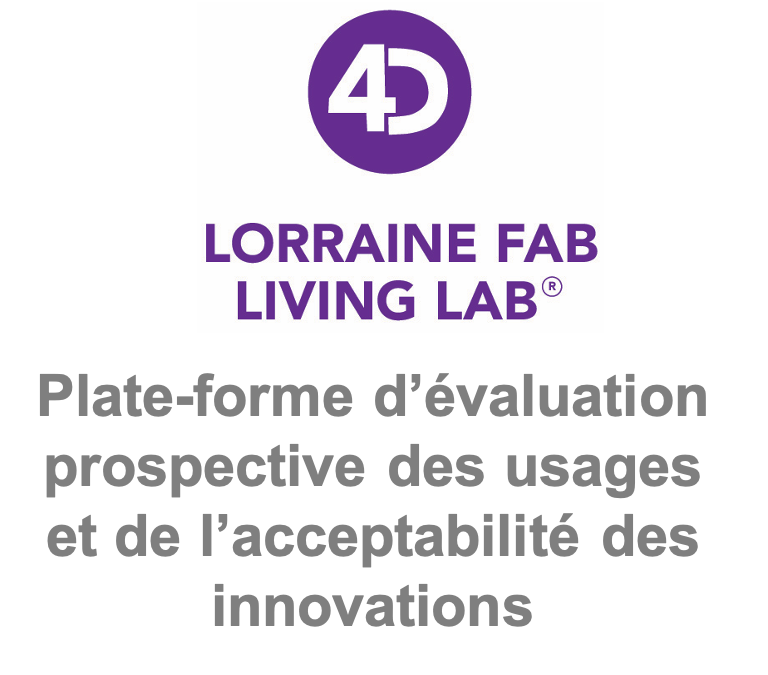 4D
LORRAINE FAB
LIVING LAB®
Plate-forme d’évaluation
prospective des usages
et de l’acceptabilité des
innovations